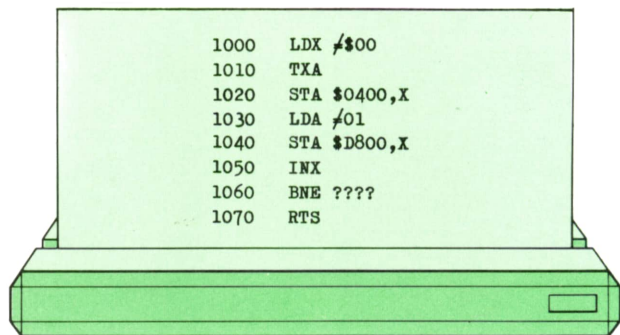 1000 LDX ≠$00
1010 TXA
1020 STA $0400,X
1030 LDA ≠01
1040 STA $D800,X
1050 INX
1060 BNE ????
1070 RTS